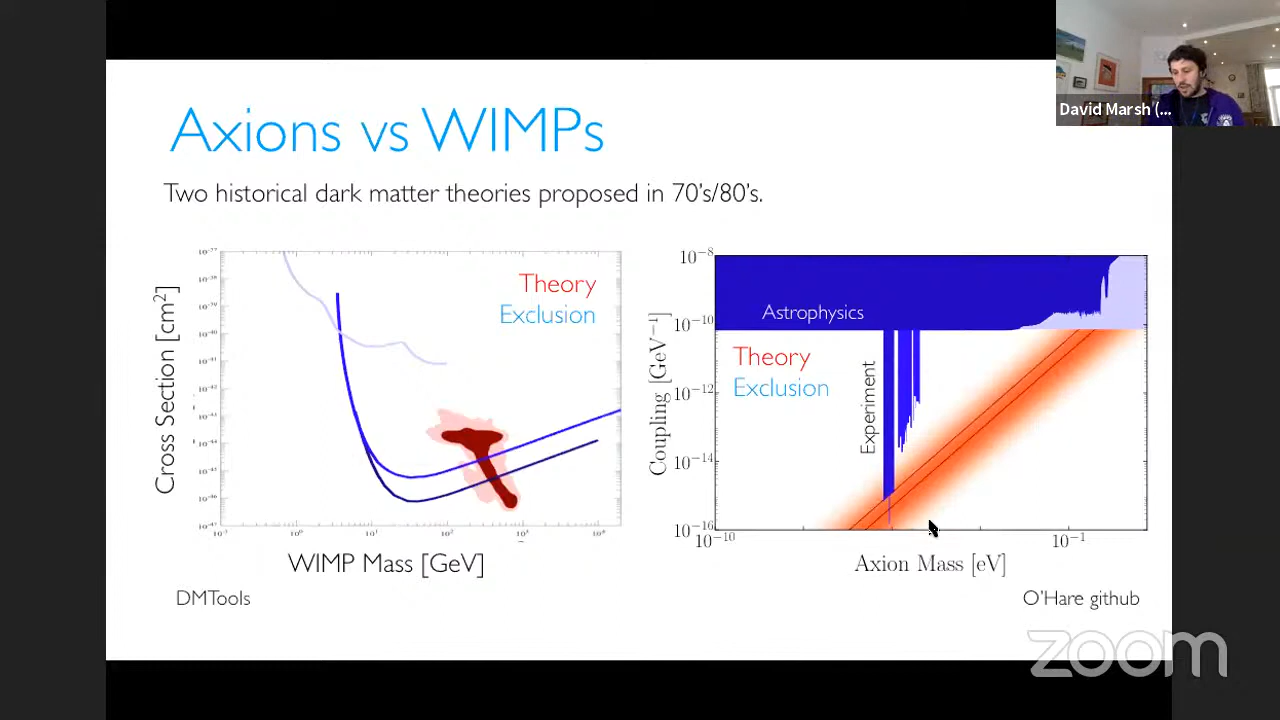 David Marsh (...
Axions vs WIMPs
Two historical dark matter theories proposed in 70's/80's.
Theory
Exclusion
Cross Section [cm²]
WIMP Mass [GeV]
DMTools
10⁻⁸
10⁻¹⁰
10⁻¹²
10⁻¹⁴
10⁻¹⁶
Coupling [GeV⁻¹]
Astrophysics
Theory
Exclusion
Experiment
10⁻¹⁰
10⁻¹
Axion Mass [eV]
O'Hare github
zoom